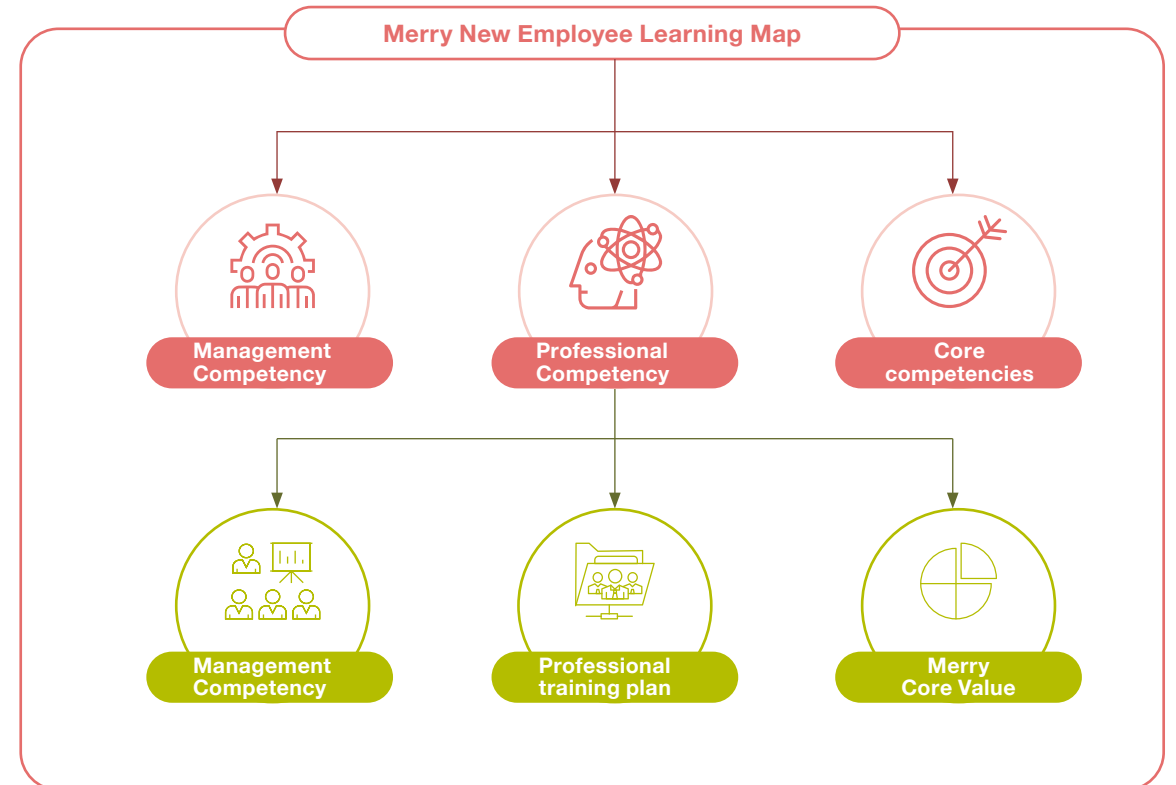 Merry New Employee Learning Map
Management
Competency
Professional
Competency
Core
competencies
Management
Competency
Professional
training plan
Merry
Core Value